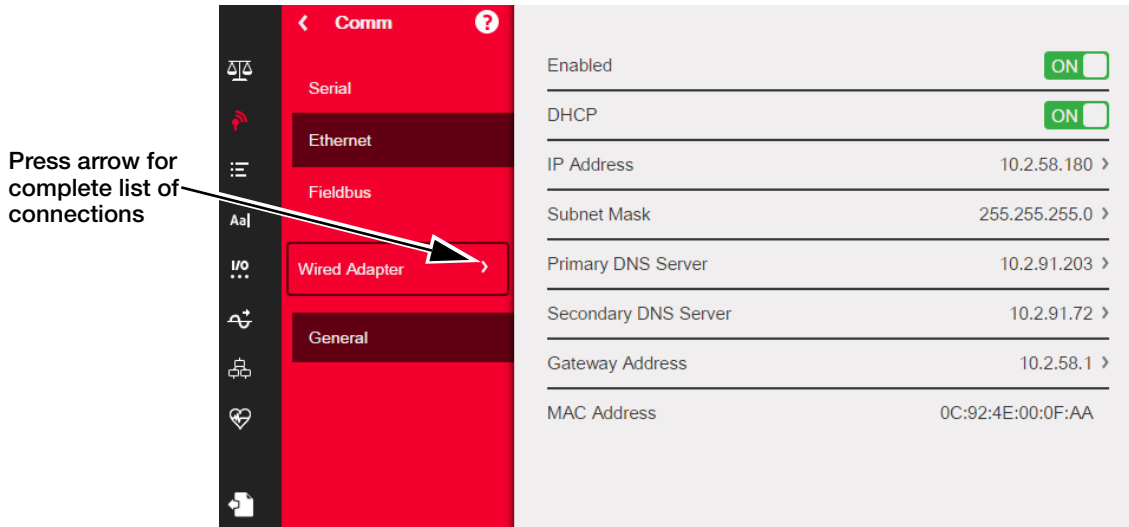 Press arrow for
complete list of
connections
Aa
I/O
Comm
?
Serial
Ethernet
Fieldbus
Wired Adapter
General
Enabled ON
DHCP ON
IP Address 10.2.58.180
Subnet Mask 255.255.255.0
Primary DNS Server 10.2.91.203
Secondary DNS Server 10.2.91.72
Gateway Address 10.2.58.1
MAC Address 0C:92:4E:00:0F:AA